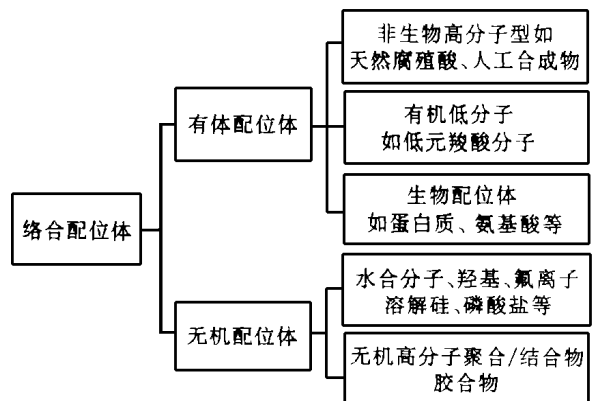 非生物高分子型如
天然腐殖酸、人工合成物
有体配位体
有机低分子
如低元羧酸分子
生物配位体
如蛋白质、氨基酸等
络合配位体
水合分子、羟基、氟离子
溶解硅、磷酸盐等
无机配位体
无机高分子聚合/结合物
胶合物